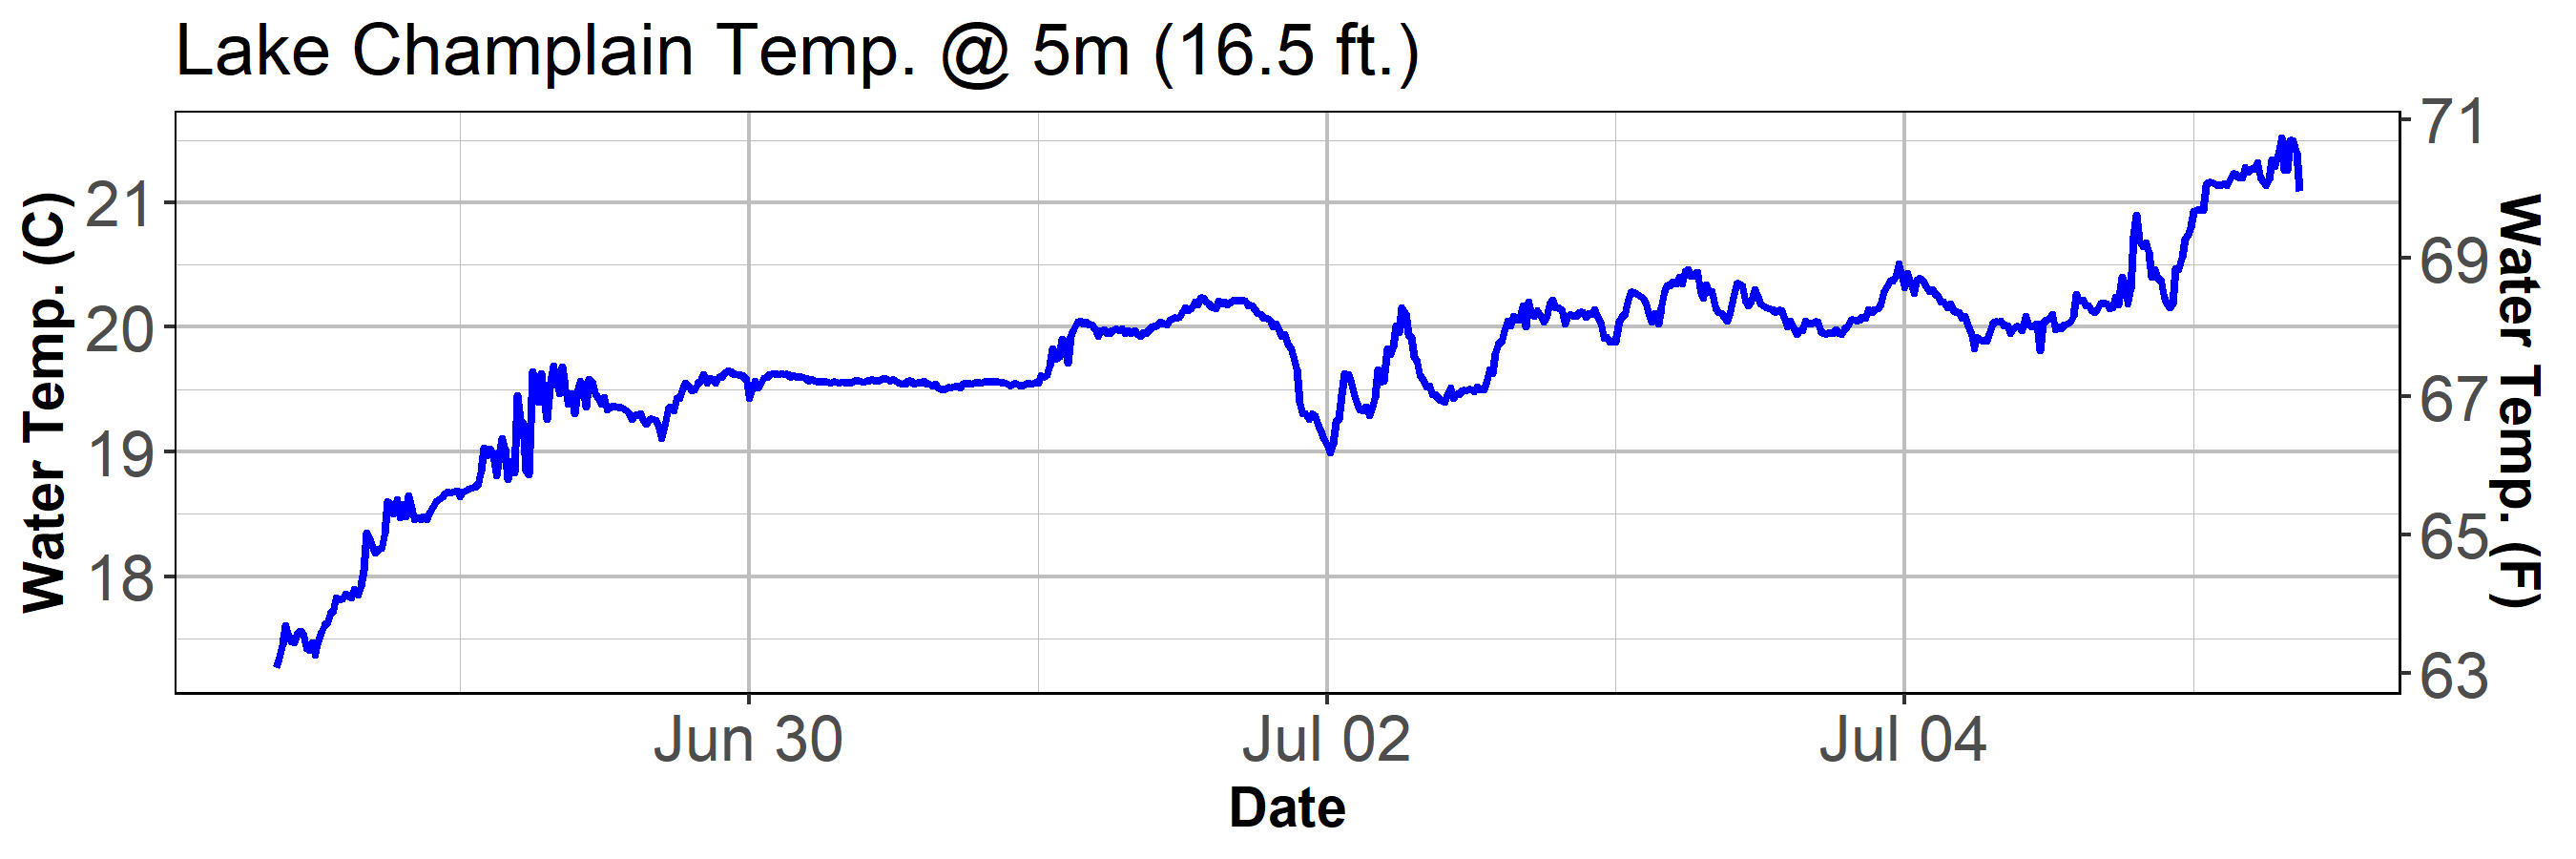 Lake Champlain Temp. @ 5m (16.5 ft.)
Water Temp. (C)
21
20
19
18
71
69
67
65
63
Water Temp. (F)
Jun 30
Jul 02
Jul 04
Date